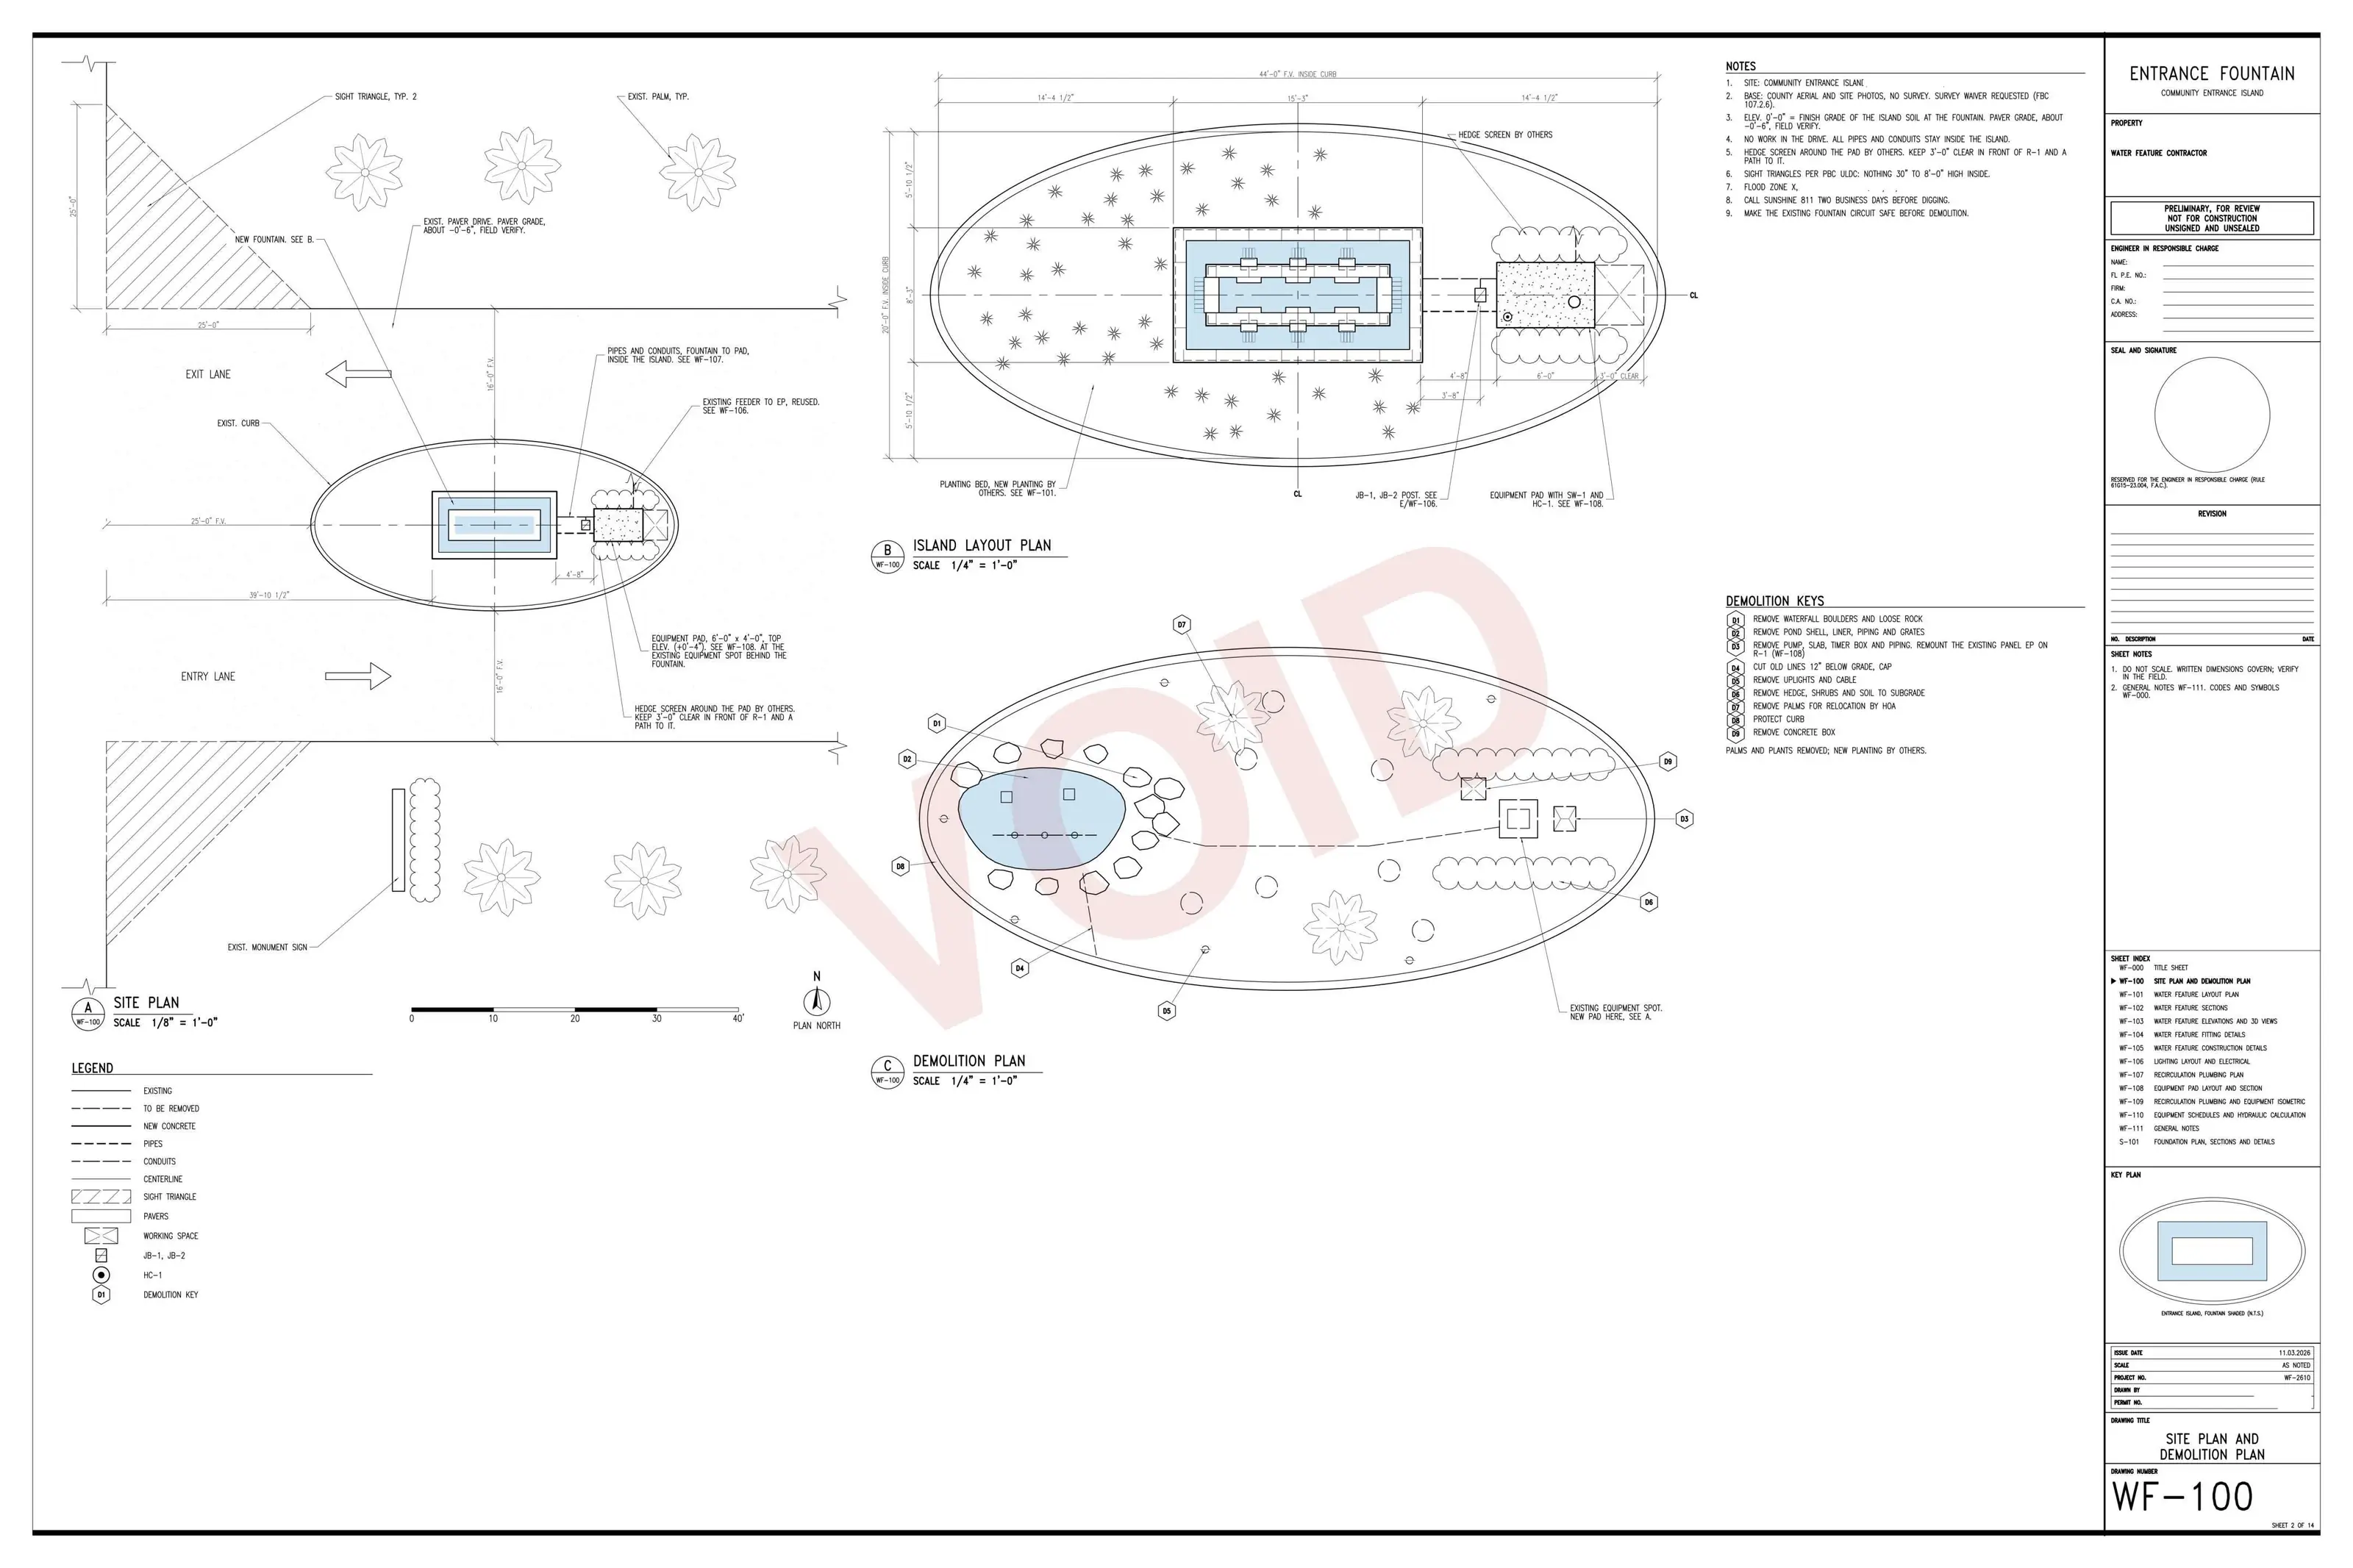 SIGHT TRIANGLE, TYP. 2
EXIST. PALM, TYP.
25'-0"
EXIST. PAVER DRIVE. PAVER GRADE,
ABOUT -0'-6", FIELD VERIFY.
NEW FOUNTAIN. SEE B.
25'-0"
EXIT LANE
16'-0" F.V.
PIPES AND CONDUITS, FOUNTAIN TO PAD,
INSIDE THE ISLAND. SEE WF-107.
EXISTING FEEDER TO EP, REUSED.
SEE WF-106.
EXIST. CURB
25'-0" F.V.
4'-8"
39'-10 1/2"
EQUIPMENT PAD, 6'-0" x 4'-0", TOP
ELEV. (+0'-4"). SEE WF-108. AT THE
EXISTING EQUIPMENT SPOT BEHIND THE
FOUNTAIN.
ENTRY LANE
16'-0" F.V.
HEDGE SCREEN AROUND THE PAD BY OTHERS.
KEEP 3'-0" CLEAR IN FRONT OF R-1 AND A
PATH TO IT.
EXIST. MONUMENT SIGN
A
WF-100
SITE PLAN
SCALE 1/8" = 1'-0"
0 10 20 30 40'
N
PLAN NORTH
LEGEND
EXISTING
TO BE REMOVED
NEW CONCRETE
PIPES
CONDUITS
CENTERLINE
SIGHT TRIANGLE
PAVERS
WORKING SPACE
JB-1, JB-2
HC-1
D1 DEMOLITION KEY
44'-0" F.V. INSIDE CURB
14'-4 1/2" 15'-3" 14'-4 1/2"
HEDGE SCREEN BY OTHERS
5'-10 1/2"
20'-0" F.V. INSIDE CURB
8'-3"
5'-10 1/2"
CL
4'-8" 6'-0" 3'-0" CLEAR
3'-8"
PLANTING BED, NEW PLANTING BY
OTHERS. SEE WF-101.
CL
JB-1, JB-2 POST. SEE
E/WF-106.
EQUIPMENT PAD WITH SW-1 AND
HC-1. SEE WF-108.
B
WF-100
ISLAND LAYOUT PLAN
SCALE 1/4" = 1'-0"
VOID
D7
D1
D2
D9
D3
D8
D6
D4
D5
EXISTING EQUIPMENT SPOT.
NEW PAD HERE, SEE A.
C
WF-100
DEMOLITION PLAN
SCALE 1/4" = 1'-0"
NOTES
1. SITE: COMMUNITY ENTRANCE ISLAND
2. BASE: COUNTY AERIAL AND SITE PHOTOS, NO SURVEY. SURVEY WAIVER REQUESTED (FBC
107.2.6).
3. ELEV. 0'-0" = FINISH GRADE OF THE ISLAND SOIL AT THE FOUNTAIN. PAVER GRADE, ABOUT
-0'-6", FIELD VERIFY.
4. NO WORK IN THE DRIVE. ALL PIPES AND CONDUITS STAY INSIDE THE ISLAND.
5. HEDGE SCREEN AROUND THE PAD BY OTHERS. KEEP 3'-0" CLEAR IN FRONT OF R-1 AND A
PATH TO IT.
6. SIGHT TRIANGLES PER PBC ULDC: NOTHING 30" TO 8'-0" HIGH INSIDE.
7. FLOOD ZONE X,
8. CALL SUNSHINE 811 TWO BUSINESS DAYS BEFORE DIGGING.
9. MAKE THE EXISTING FOUNTAIN CIRCUIT SAFE BEFORE DEMOLITION.
DEMOLITION KEYS
D1 REMOVE WATERFALL BOULDERS AND LOOSE ROCK
D2 REMOVE POND SHELL, LINER, PIPING AND GRATES
D3 REMOVE PUMP, SLAB, TIMER BOX AND PIPING. REMOUNT THE EXISTING PANEL EP ON
R-1 (WF-108)
D4 CUT OLD LINES 12" BELOW GRADE, CAP
D5 REMOVE UPLIGHTS AND CABLE
D6 REMOVE HEDGE, SHRUBS AND SOIL TO SUBGRADE
D7 REMOVE PALMS FOR RELOCATION BY HOA
D8 PROTECT CURB
D9 REMOVE CONCRETE BOX
PALMS AND PLANTS REMOVED; NEW PLANTING BY OTHERS.
ENTRANCE FOUNTAIN
COMMUNITY ENTRANCE ISLAND
PROPERTY
WATER FEATURE CONTRACTOR
PRELIMINARY, FOR REVIEW
NOT FOR CONSTRUCTION
UNSIGNED AND UNSEALED
ENGINEER IN RESPONSIBLE CHARGE
NAME:
FL P.E. NO.:
FIRM:
C.A. NO.:
ADDRESS:
SEAL AND SIGNATURE
RESERVED FOR THE ENGINEER IN RESPONSIBLE CHARGE (RULE
61G15-23.004, F.A.C.).
REVISION
NO. DESCRIPTION DATE
SHEET NOTES
1. DO NOT SCALE. WRITTEN DIMENSIONS GOVERN; VERIFY
IN THE FIELD.
2. GENERAL NOTES WF-111. CODES AND SYMBOLS
WF-000.
SHEET INDEX
WF-000 TITLE SHEET
WF-100 SITE PLAN AND DEMOLITION PLAN
WF-101 WATER FEATURE LAYOUT PLAN
WF-102 WATER FEATURE SECTIONS
WF-103 WATER FEATURE ELEVATIONS AND 3D VIEWS
WF-104 WATER FEATURE FITTING DETAILS
WF-105 WATER FEATURE CONSTRUCTION DETAILS
WF-106 LIGHTING LAYOUT AND ELECTRICAL
WF-107 RECIRCULATION PLUMBING PLAN
WF-108 EQUIPMENT PAD LAYOUT AND SECTION
WF-109 RECIRCULATION PLUMBING AND EQUIPMENT ISOMETRIC
WF-110 EQUIPMENT SCHEDULES AND HYDRAULIC CALCULATION
WF-111 GENERAL NOTES
S-101 FOUNDATION PLAN, SECTIONS AND DETAILS
KEY PLAN
ENTRANCE ISLAND, FOUNTAIN SHADED (N.T.S.)
ISSUE DATE 11.03.2026
SCALE AS NOTED
PROJECT NO. WF-2610
DRAWN BY
PERMIT NO.
DRAWING TITLE
SITE PLAN AND
DEMOLITION PLAN
DRAWING NUMBER
WF-100
SHEET 2 OF 14